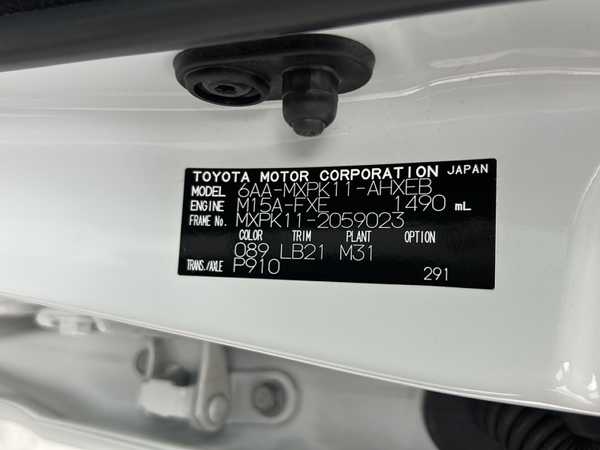 TOYOTA MOTOR CORPORATION JAPAN
MODEL 6AA-MXPK11-AHXEB
ENGINE M15A-FXE 1490 mL
FRAME No. MXPK11-2059023
COLOR TRIM PLANT OPTION
089 LB21 M31
TRANS./AXLE P910 291